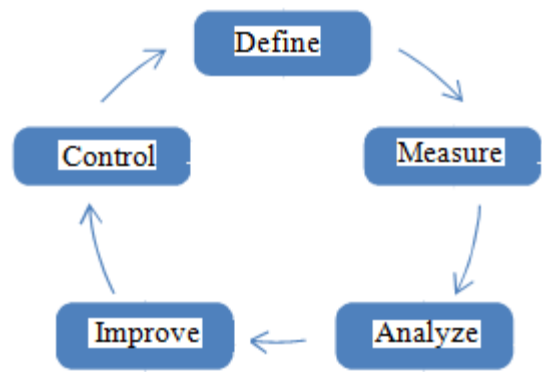 Define
Measure
Analyze
Improve
Control